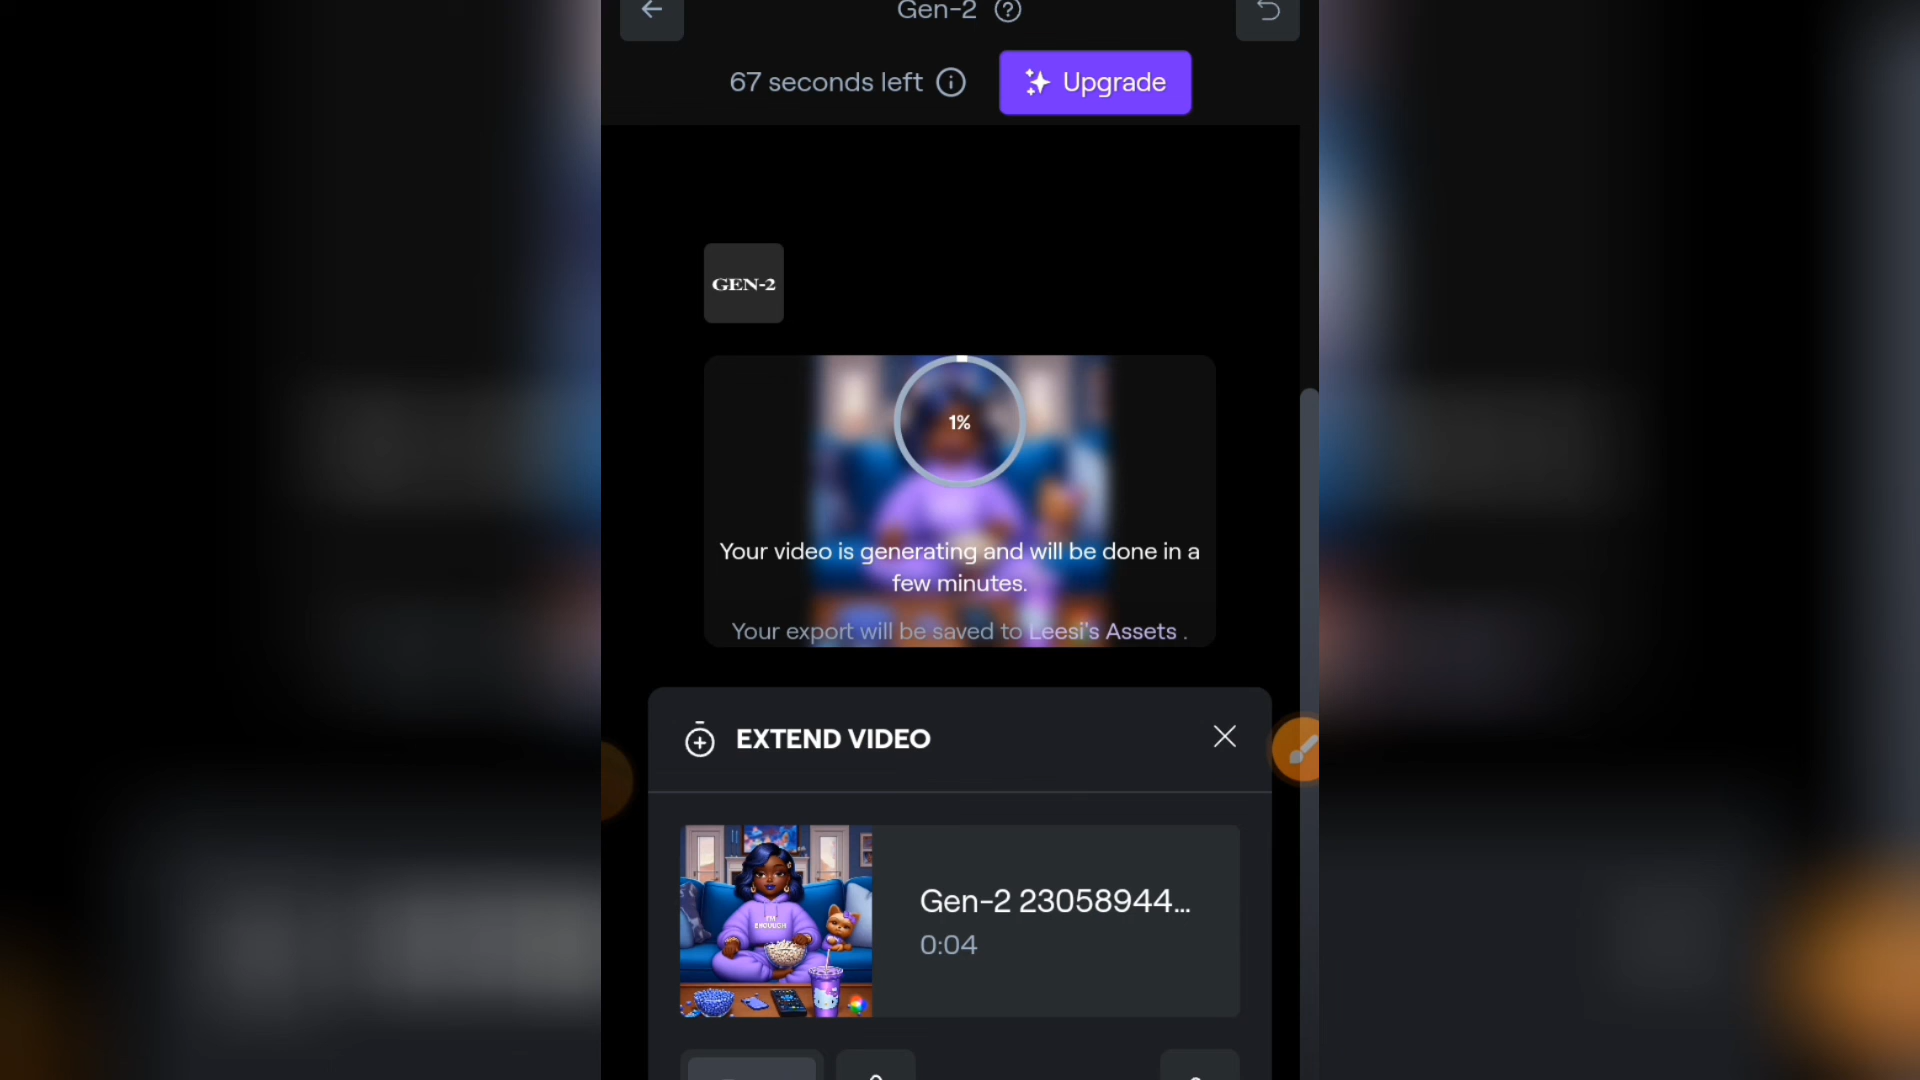 Gen-2
67 seconds left
Upgrade
GEN-2
1%
Your video is generating and will be done in a
few minutes.
Your export will be saved to Leesi's Assets .
EXTEND VIDEO
I'M
ENOUGH!
Gen-2 23058944...
0:04